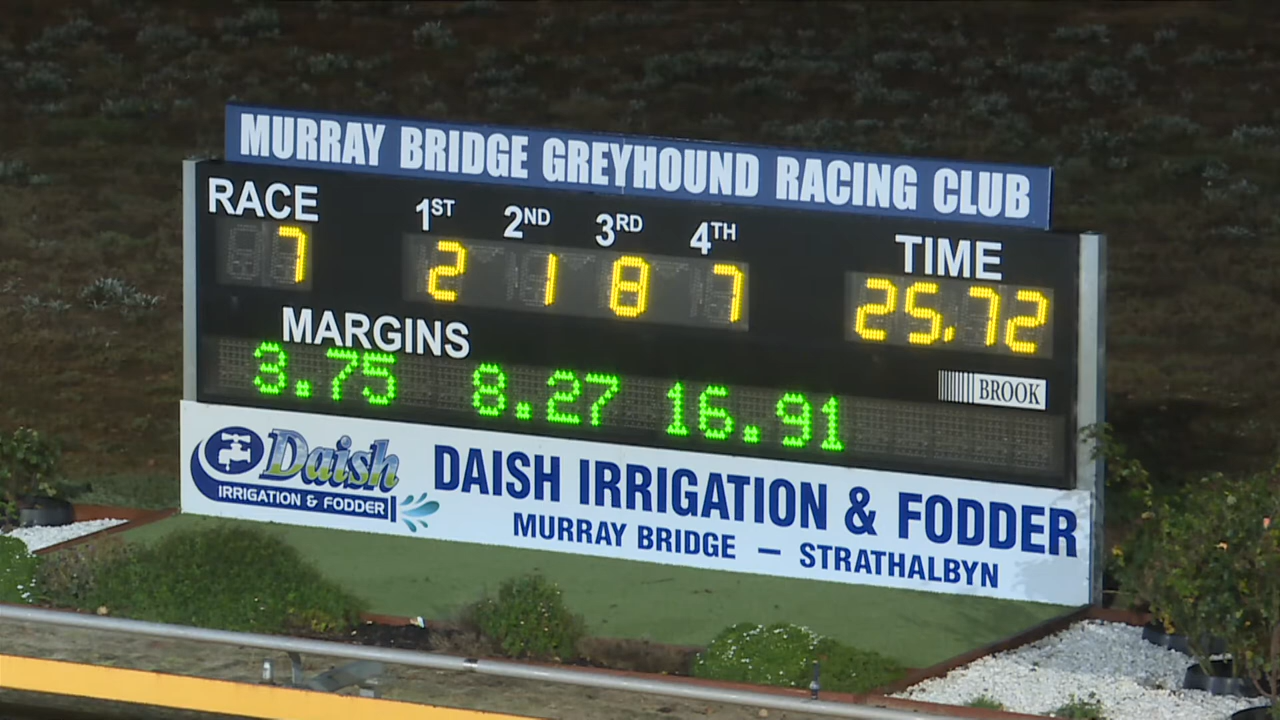 MURRAY BRIDGE GREYHOUND RACING CLUB
RACE 1ST 2ND 3RD 4TH TIME
7 2 1 8 7 25.72
MARGINS
3.75 8.27 16.91
BROOK
Daish
IRRIGATION & FODDER
DAISH IRRIGATION & FODDER
MURRAY BRIDGE – STRATHALBYN